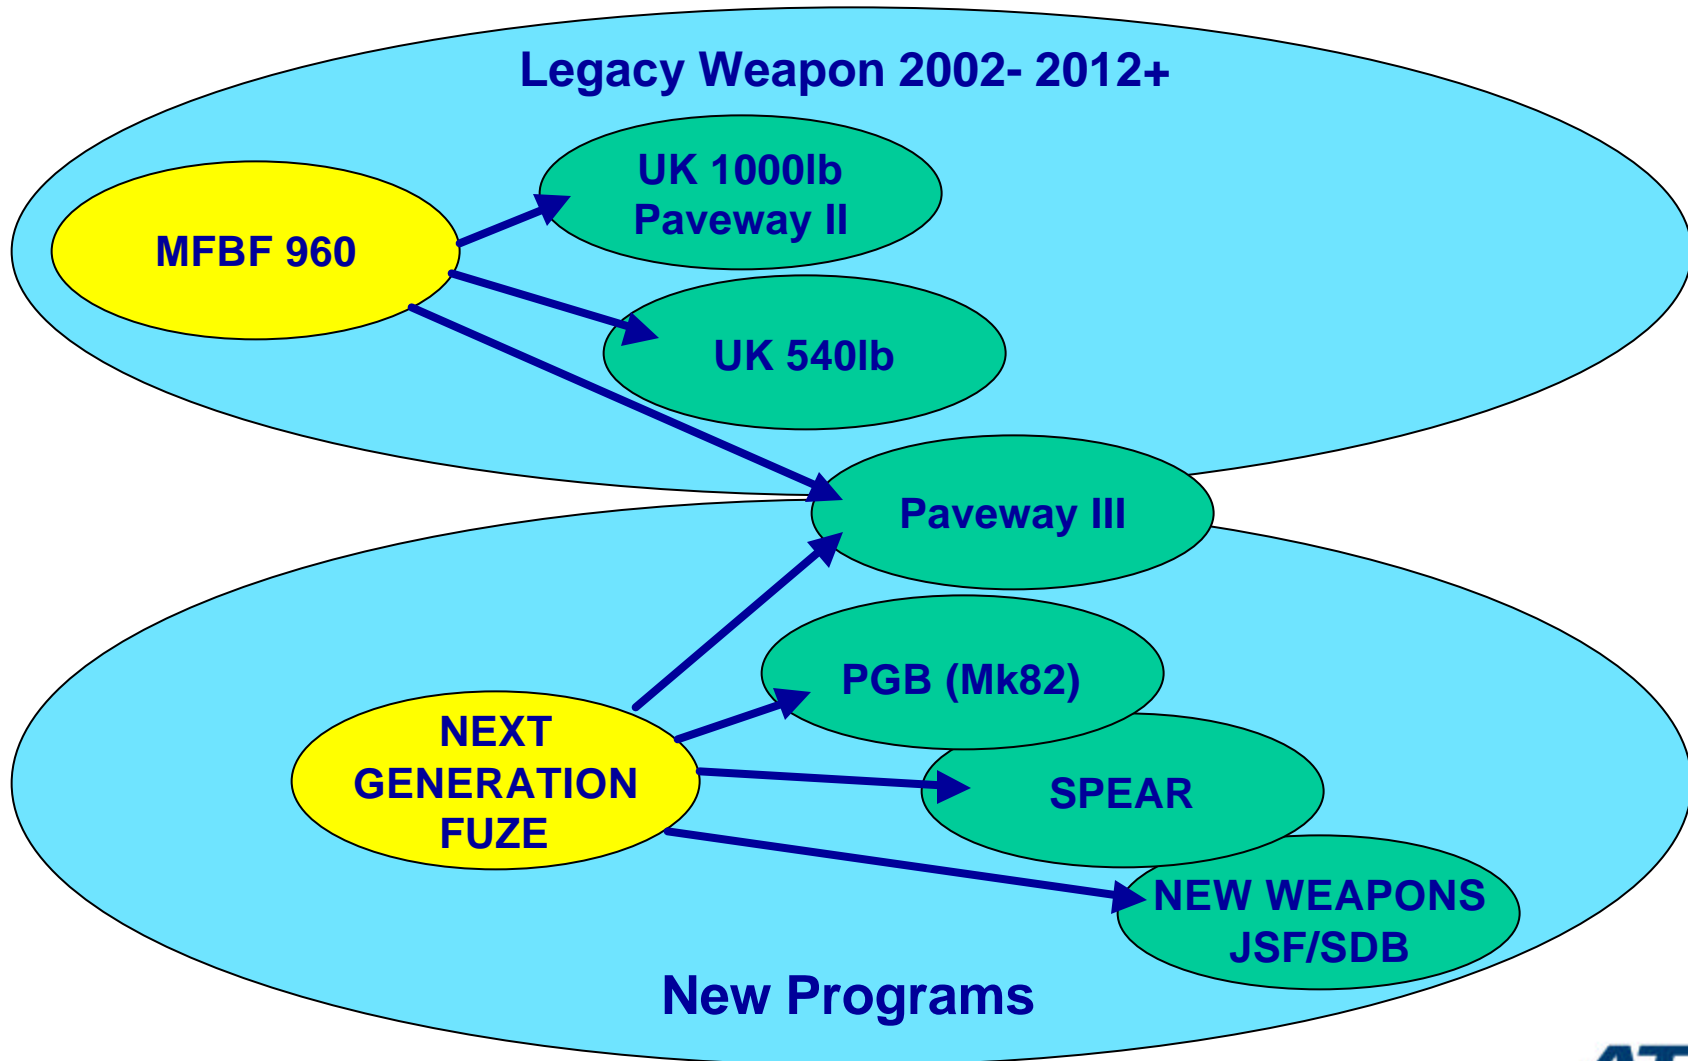 Legacy Weapon 2002- 2012+
UK 1000lb
Paveway II
MFBF 960
UK 540lb
Paveway III
PGB (Mk82)
NEXT
GENERATION
FUZE
SPEAR
NEW WEAPONS
JSF/SDB
New Programs